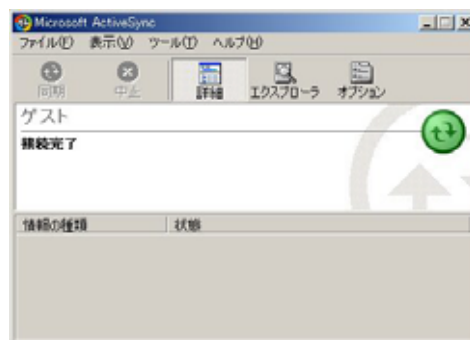 Microsoft ActiveSync
ファイル(F) 表示(V) ツール(T) ヘルプ(H)
同期 中止 詳細 エクスプローラ オプション
ゲスト
接続完了
情報の種類 状態